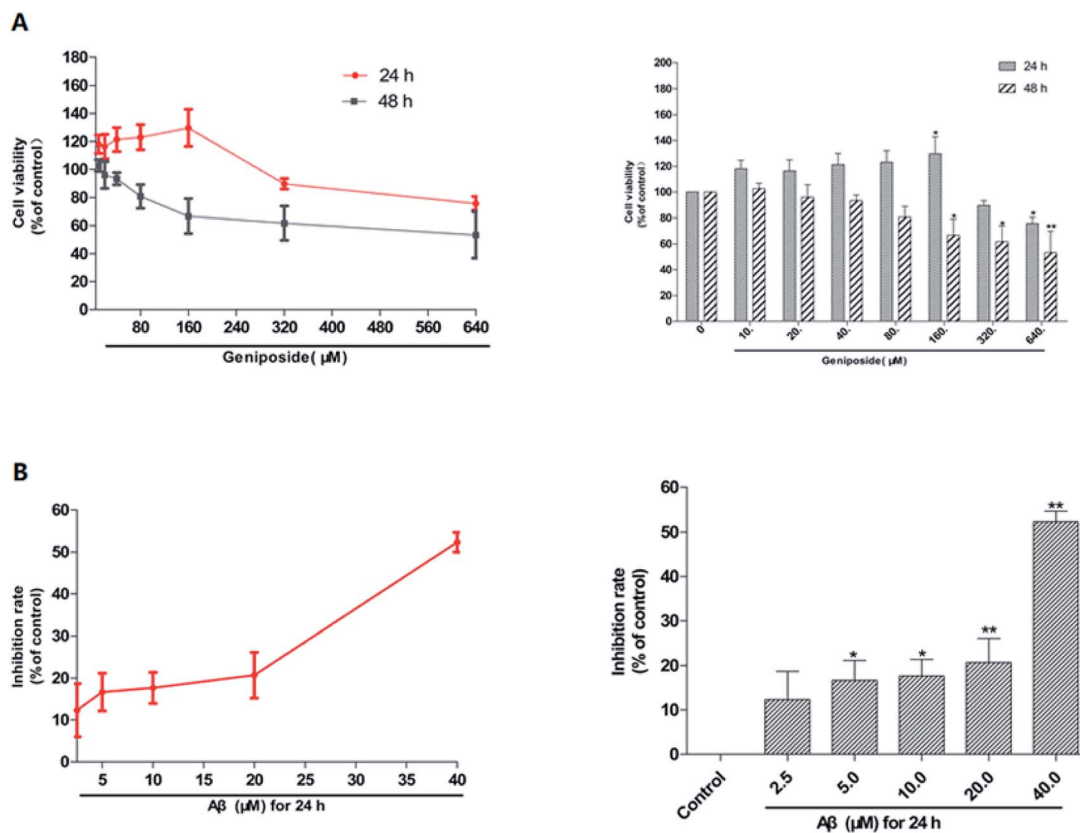 A
180
160
140
120
100
80
60
40
20
0
Cell viability
(%of control)
24 h
48 h
80 160 240 320 400 480 560 640
Geniposide( μM)
200
180
160
140
120
100
80
60
40
20
0
Cell viability
(%of control)
24 h
48 h
*
*
*
*
**
0 10. 20. 40. 80. 160. 320. 640.
Geniposide( μM)
B
60
50
40
30
20
10
0
Inhibition rate
(%of control)
5 10 15 20 25 30 35 40
Aβ (μM) for 24 h
60
50
40
30
20
10
0
Inhibition rate
(% of control)
*
*
**
**
Control 2.5 5.0 10.0 20.0 40.0
Aβ (μM) for 24 h